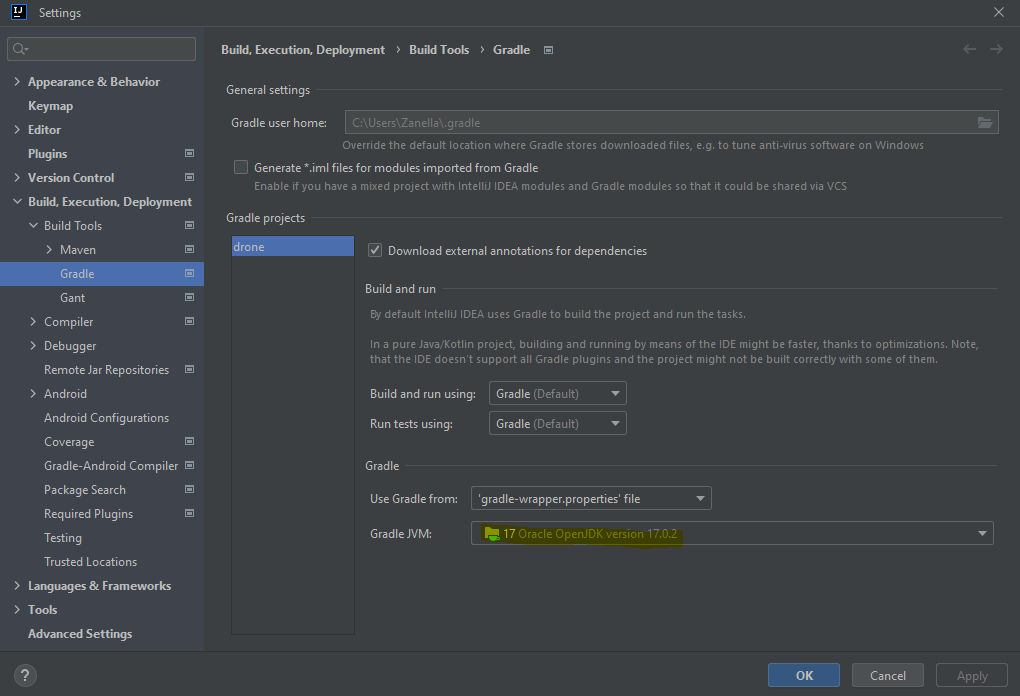 IJ
Settings
Appearance & Behavior
Keymap
Editor
Plugins
Version Control
Build, Execution, Deployment
Build Tools
Maven
Gradle
Gant
Compiler
Debugger
Remote Jar Repositories
Android
Android Configurations
Coverage
Gradle-Android Compiler
Package Search
Required Plugins
Testing
Trusted Locations
Languages & Frameworks
Tools
Advanced Settings
Build, Execution, Deployment › Build Tools › Gradle
General settings
Gradle user home: C:\Users\Zanella\.gradle
Override the default location where Gradle stores downloaded files, e.g. to tune anti-virus software on Windows
Generate *.iml files for modules imported from Gradle
Enable if you have a mixed project with IntelliJ IDEA modules and Gradle modules so that it could be shared via VCS
Gradle projects
drone
Download external annotations for dependencies
Build and run
By default IntelliJ IDEA uses Gradle to build the project and run the tasks.
In a pure Java/Kotlin project, building and running by means of the IDE might be faster, thanks to optimizations. Note,
that the IDE doesn't support all Gradle plugins and the project might not be built correctly with some of them.
Build and run using: Gradle (Default)
Run tests using: Gradle (Default)
Gradle
Use Gradle from: 'gradle-wrapper.properties' file
Gradle JVM: 17 Oracle OpenJDK version 17.0.2
?
OK
Cancel
Apply